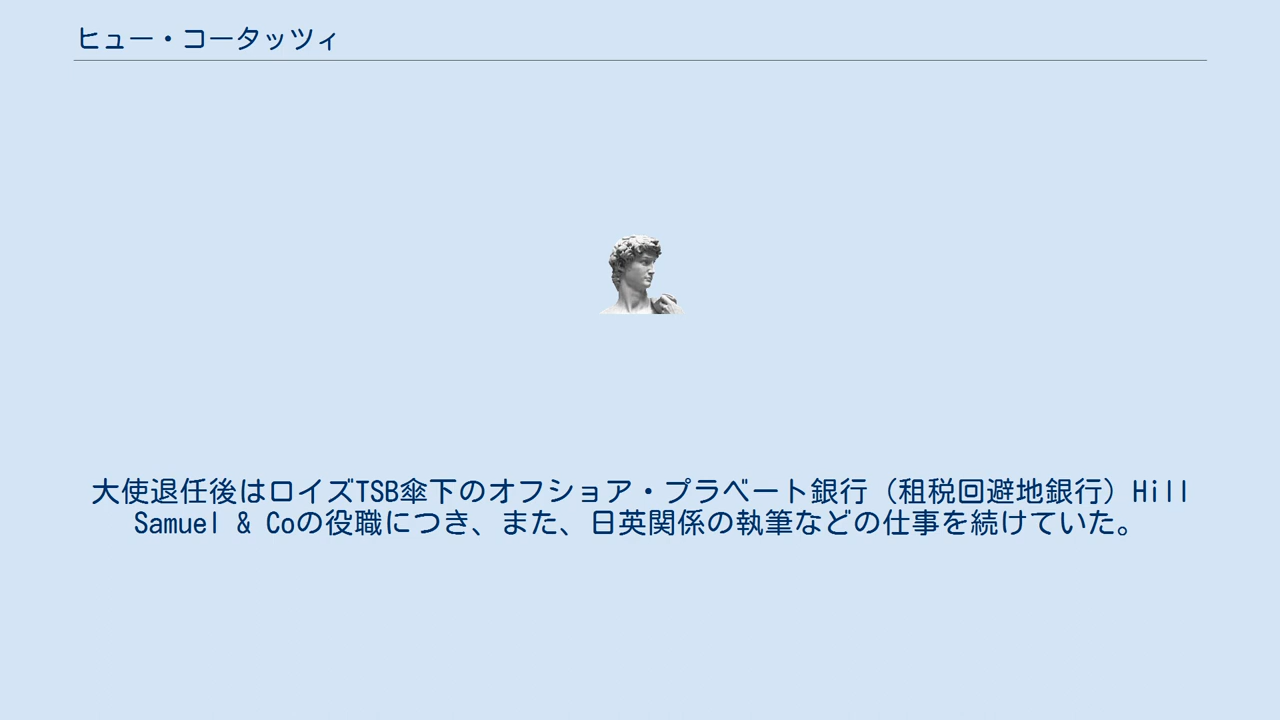 ヒュー・コータッツィ
大使退任後はロイズTSB傘下のオフショア・プラベート銀行（租税回避地銀行）Hill
Samuel & Coの役職につき、また、日英関係の執筆などの仕事を続けていた。